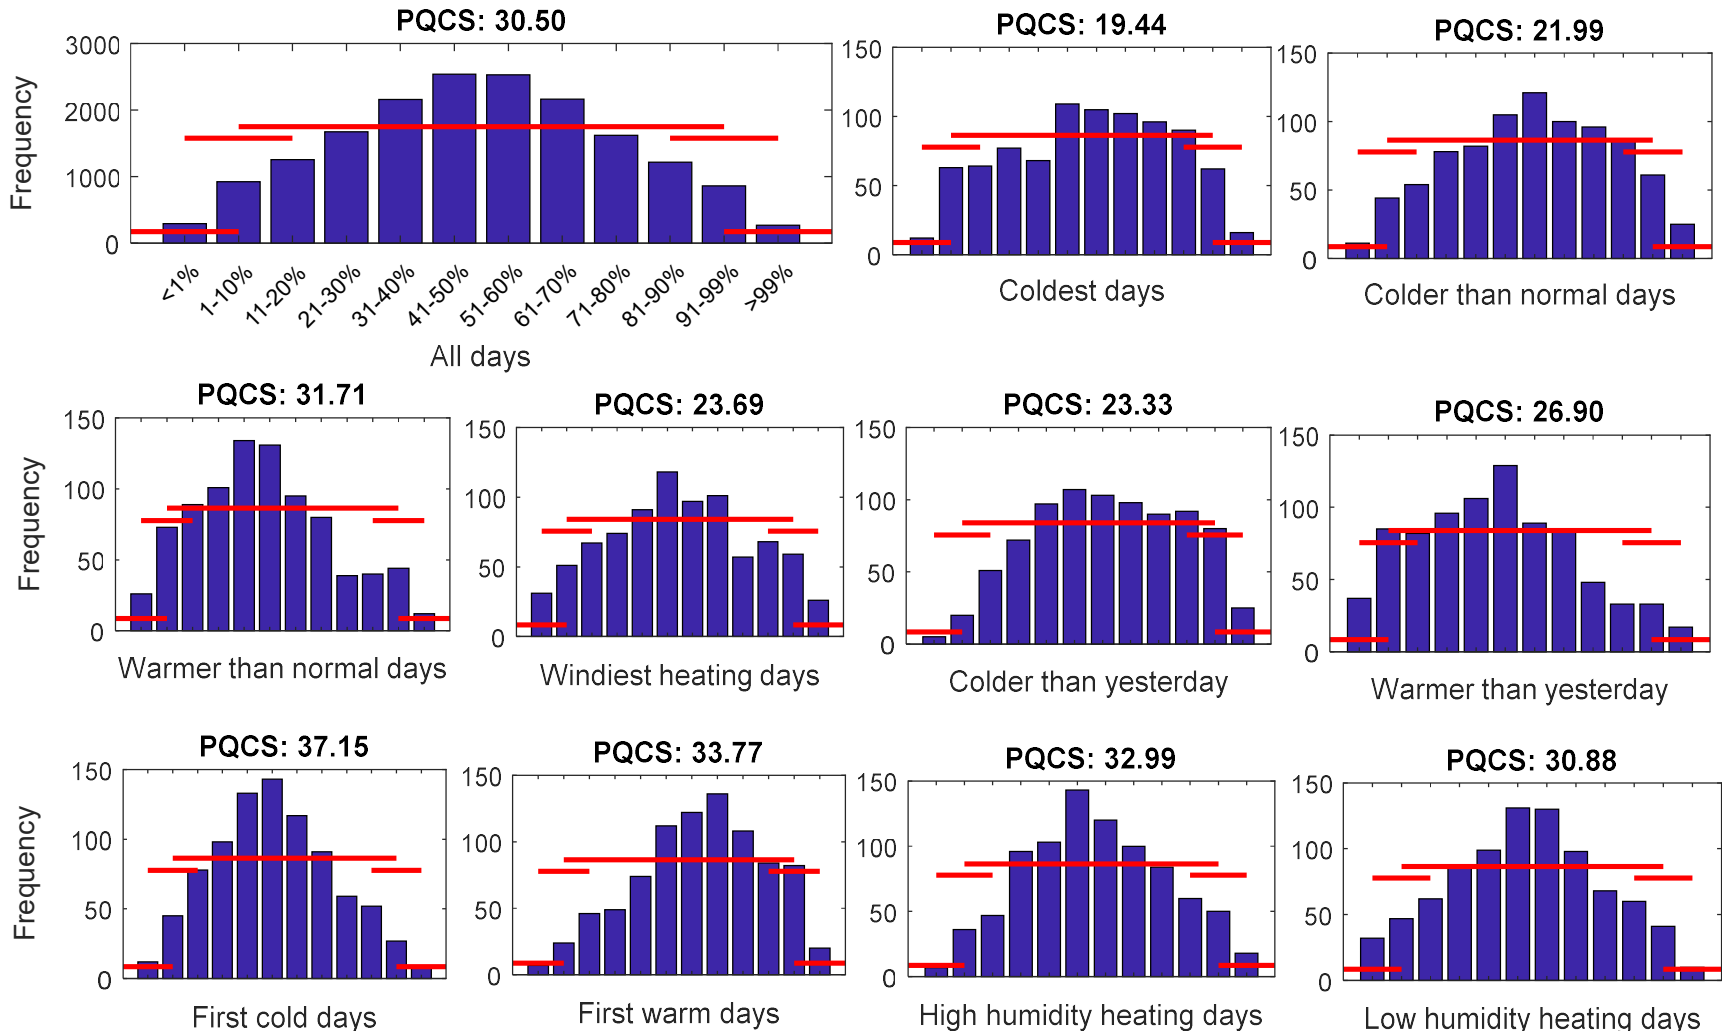 PQCS: 30.50
PQCS: 19.44
PQCS: 21.99
Frequency
3000
2000
1000
0
<1%
1-10%
11-20%
21-30%
31-40%
41-50%
51-60%
61-70%
71-80%
81-90%
91-99%
>99%
All days
150
100
50
0
Coldest days
150
100
50
0
Colder than normal days
PQCS: 31.71
PQCS: 23.69
PQCS: 23.33
PQCS: 26.90
Frequency
150
100
50
0
Warmer than normal days
150
100
50
0
Windiest heating days
150
100
50
0
Colder than yesterday
150
100
50
0
Warmer than yesterday
PQCS: 37.15
PQCS: 33.77
PQCS: 32.99
PQCS: 30.88
Frequency
150
100
50
0
First cold days
150
100
50
0
First warm days
150
100
50
0
High humidity heating days
150
100
50
0
Low humidity heating days